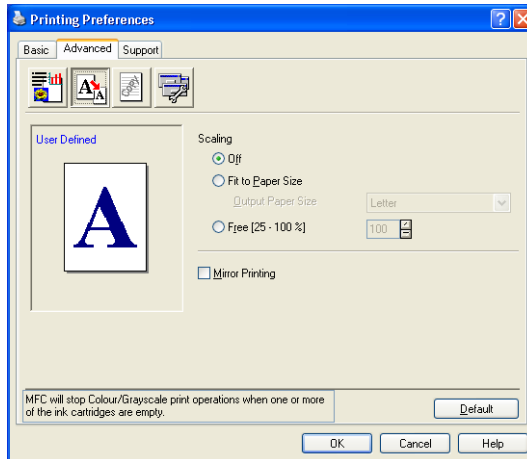 Printing Preferences
Basic Advanced Support
A A copy
User Defined
A
Scaling
Off
Fit to Paper Size
Output Paper Size Letter
Free [25 - 100 %] 100
Mirror Printing
MFC will stop Colour/Grayscale print operations when one or more
of the ink cartridges are empty.
Default
OK Cancel Help